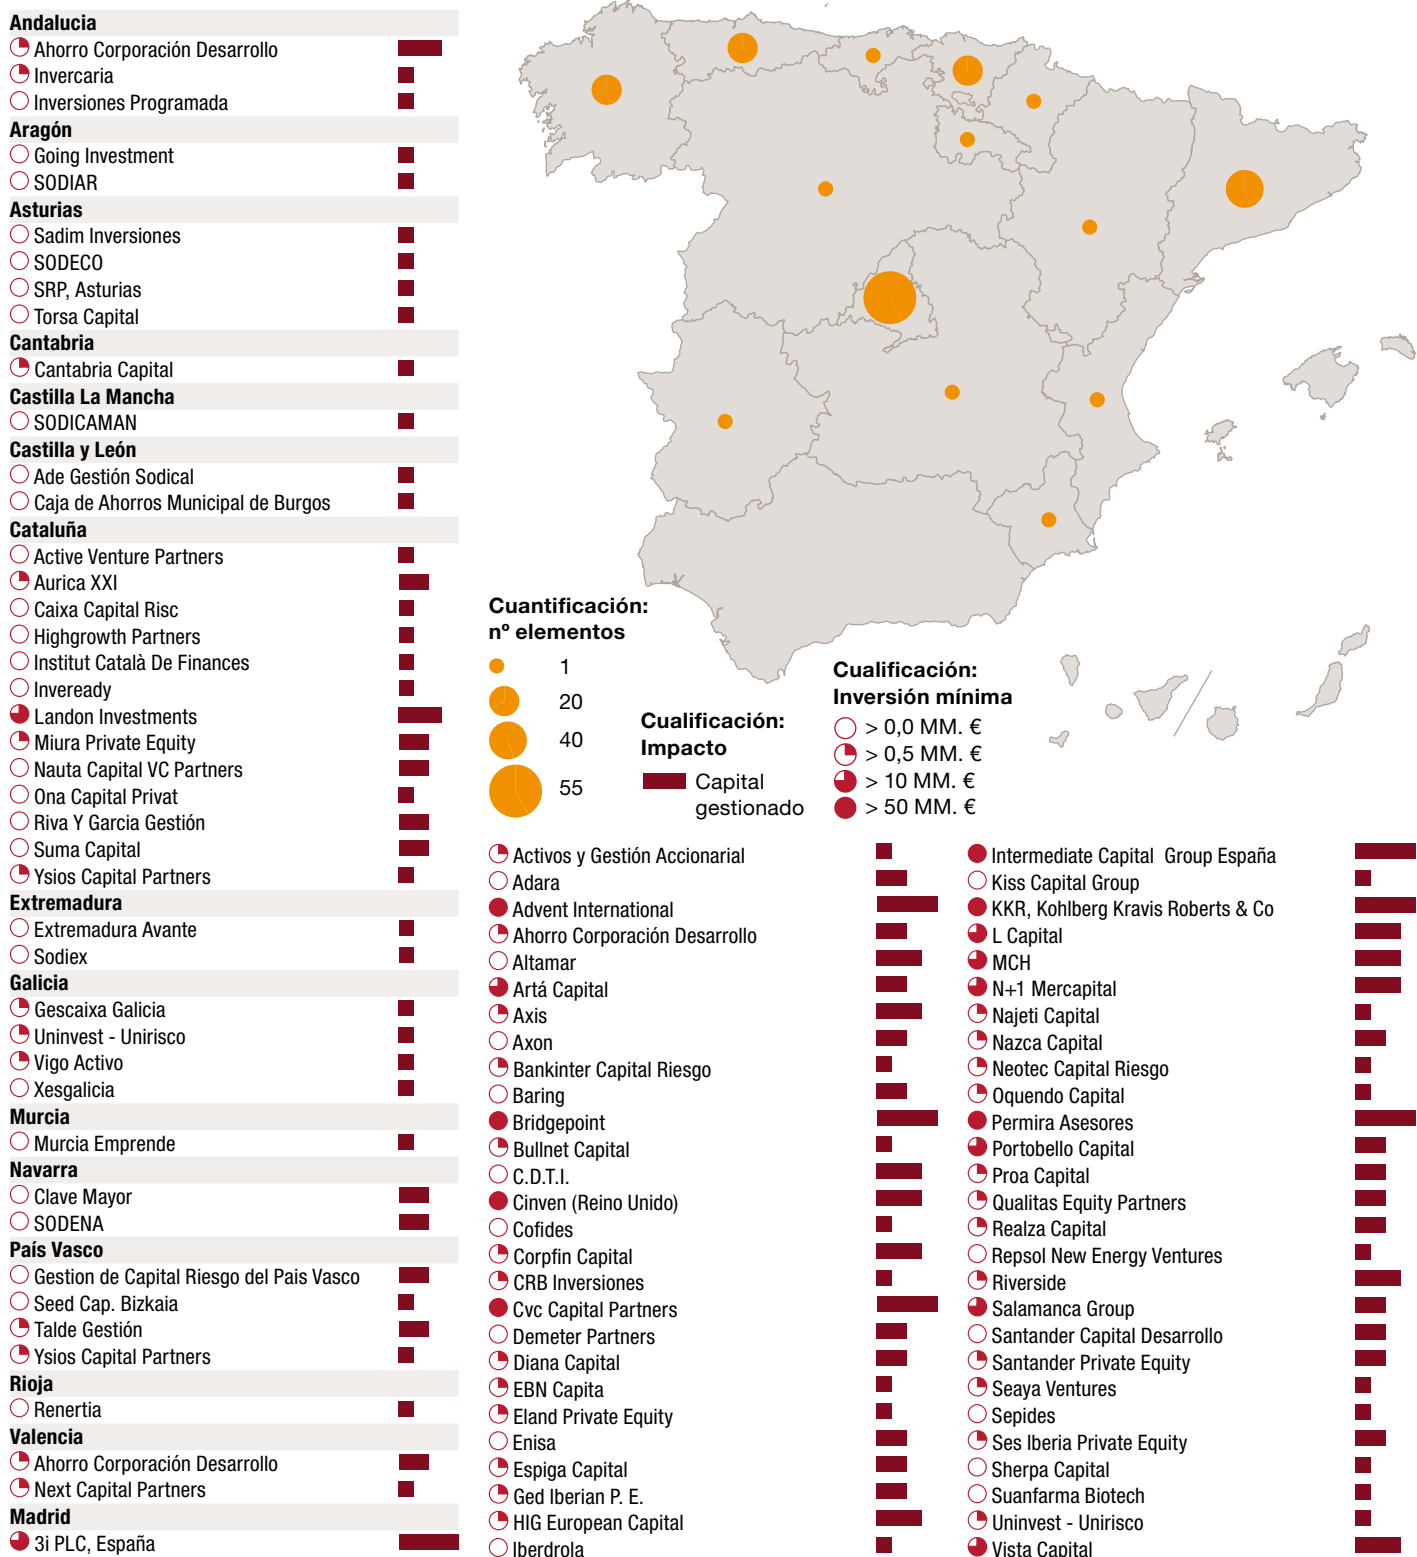 Andalucia
Ahorro Corporación Desarrollo
Invercaria
Inversiones Programada
Aragón
Going Investment
SODIAR
Asturias
Sadim Inversiones
SODECO
SRP, Asturias
Torsa Capital
Cantabria
Cantabria Capital
Castilla La Mancha
SODICAMAN
Castilla y León
Ade Gestión Sodical
Caja de Ahorros Municipal de Burgos
Cataluña
Active Venture Partners
Aurica XXI
Caixa Capital Risc
Highgrowth Partners
Institut Català De Finances
Inveready
Landon Investments
Miura Private Equity
Nauta Capital VC Partners
Ona Capital Privat
Riva Y Garcia Gestión
Suma Capital
Ysios Capital Partners
Extremadura
Extremadura Avante
Sodiex
Galicia
Gescaixa Galicia
Uninvest - Unirisco
Vigo Activo
Xesgalicia
Murcia
Murcia Emprende
Navarra
Clave Mayor
SODENA
País Vasco
Gestion de Capital Riesgo del Pais Vasco
Seed Cap. Bizkaia
Talde Gestión
Ysios Capital Partners
Rioja
Renertia
Valencia
Ahorro Corporación Desarrollo
Next Capital Partners
Madrid
3i PLC, España
Cuantificación:
nº elementos
1
20
40
55
Cualificación:
Impacto
Capital
gestionado
Cualificación:
Inversión mínima
> 0,0 MM. €
> 0,5 MM. €
> 10 MM. €
> 50 MM. €
Activos y Gestión Accionarial
Adara
Advent International
Ahorro Corporación Desarrollo
Altamar
Artá Capital
Axis
Axon
Bankinter Capital Riesgo
Baring
Bridgepoint
Bullnet Capital
C.D.T.I.
Cinven (Reino Unido)
Cofides
Corpfin Capital
CRB Inversiones
Cvc Capital Partners
Demeter Partners
Diana Capital
EBN Capita
Eland Private Equity
Enisa
Espiga Capital
Ged Iberian P. E.
HIG European Capital
Iberdrola
Intermediate Capital Group España
Kiss Capital Group
KKR, Kohlberg Kravis Roberts & Co
L Capital
MCH
N+1 Mercapital
Najeti Capital
Nazca Capital
Neotec Capital Riesgo
Oquendo Capital
Permira Asesores
Portobello Capital
Proa Capital
Qualitas Equity Partners
Realza Capital
Repsol New Energy Ventures
Riverside
Salamanca Group
Santander Capital Desarrollo
Santander Private Equity
Seaya Ventures
Sepides
Ses Iberia Private Equity
Sherpa Capital
Suanfarma Biotech
Uninvest - Unirisco
Vista Capital